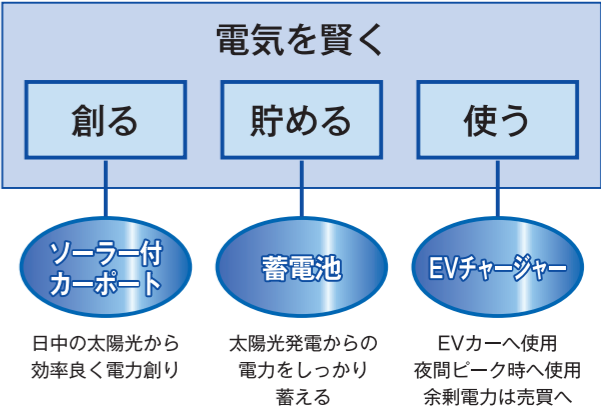 電気を賢く
創る
貯める
使う
ソーラー付
カーポート
蓄電池
EVチャージャー
日中の太陽光から
効率良く電力創り
太陽光発電からの
電力をしっかり
蓄える
EVカーへ使用
夜間ピーク時へ使用
余剰電力は売買へ